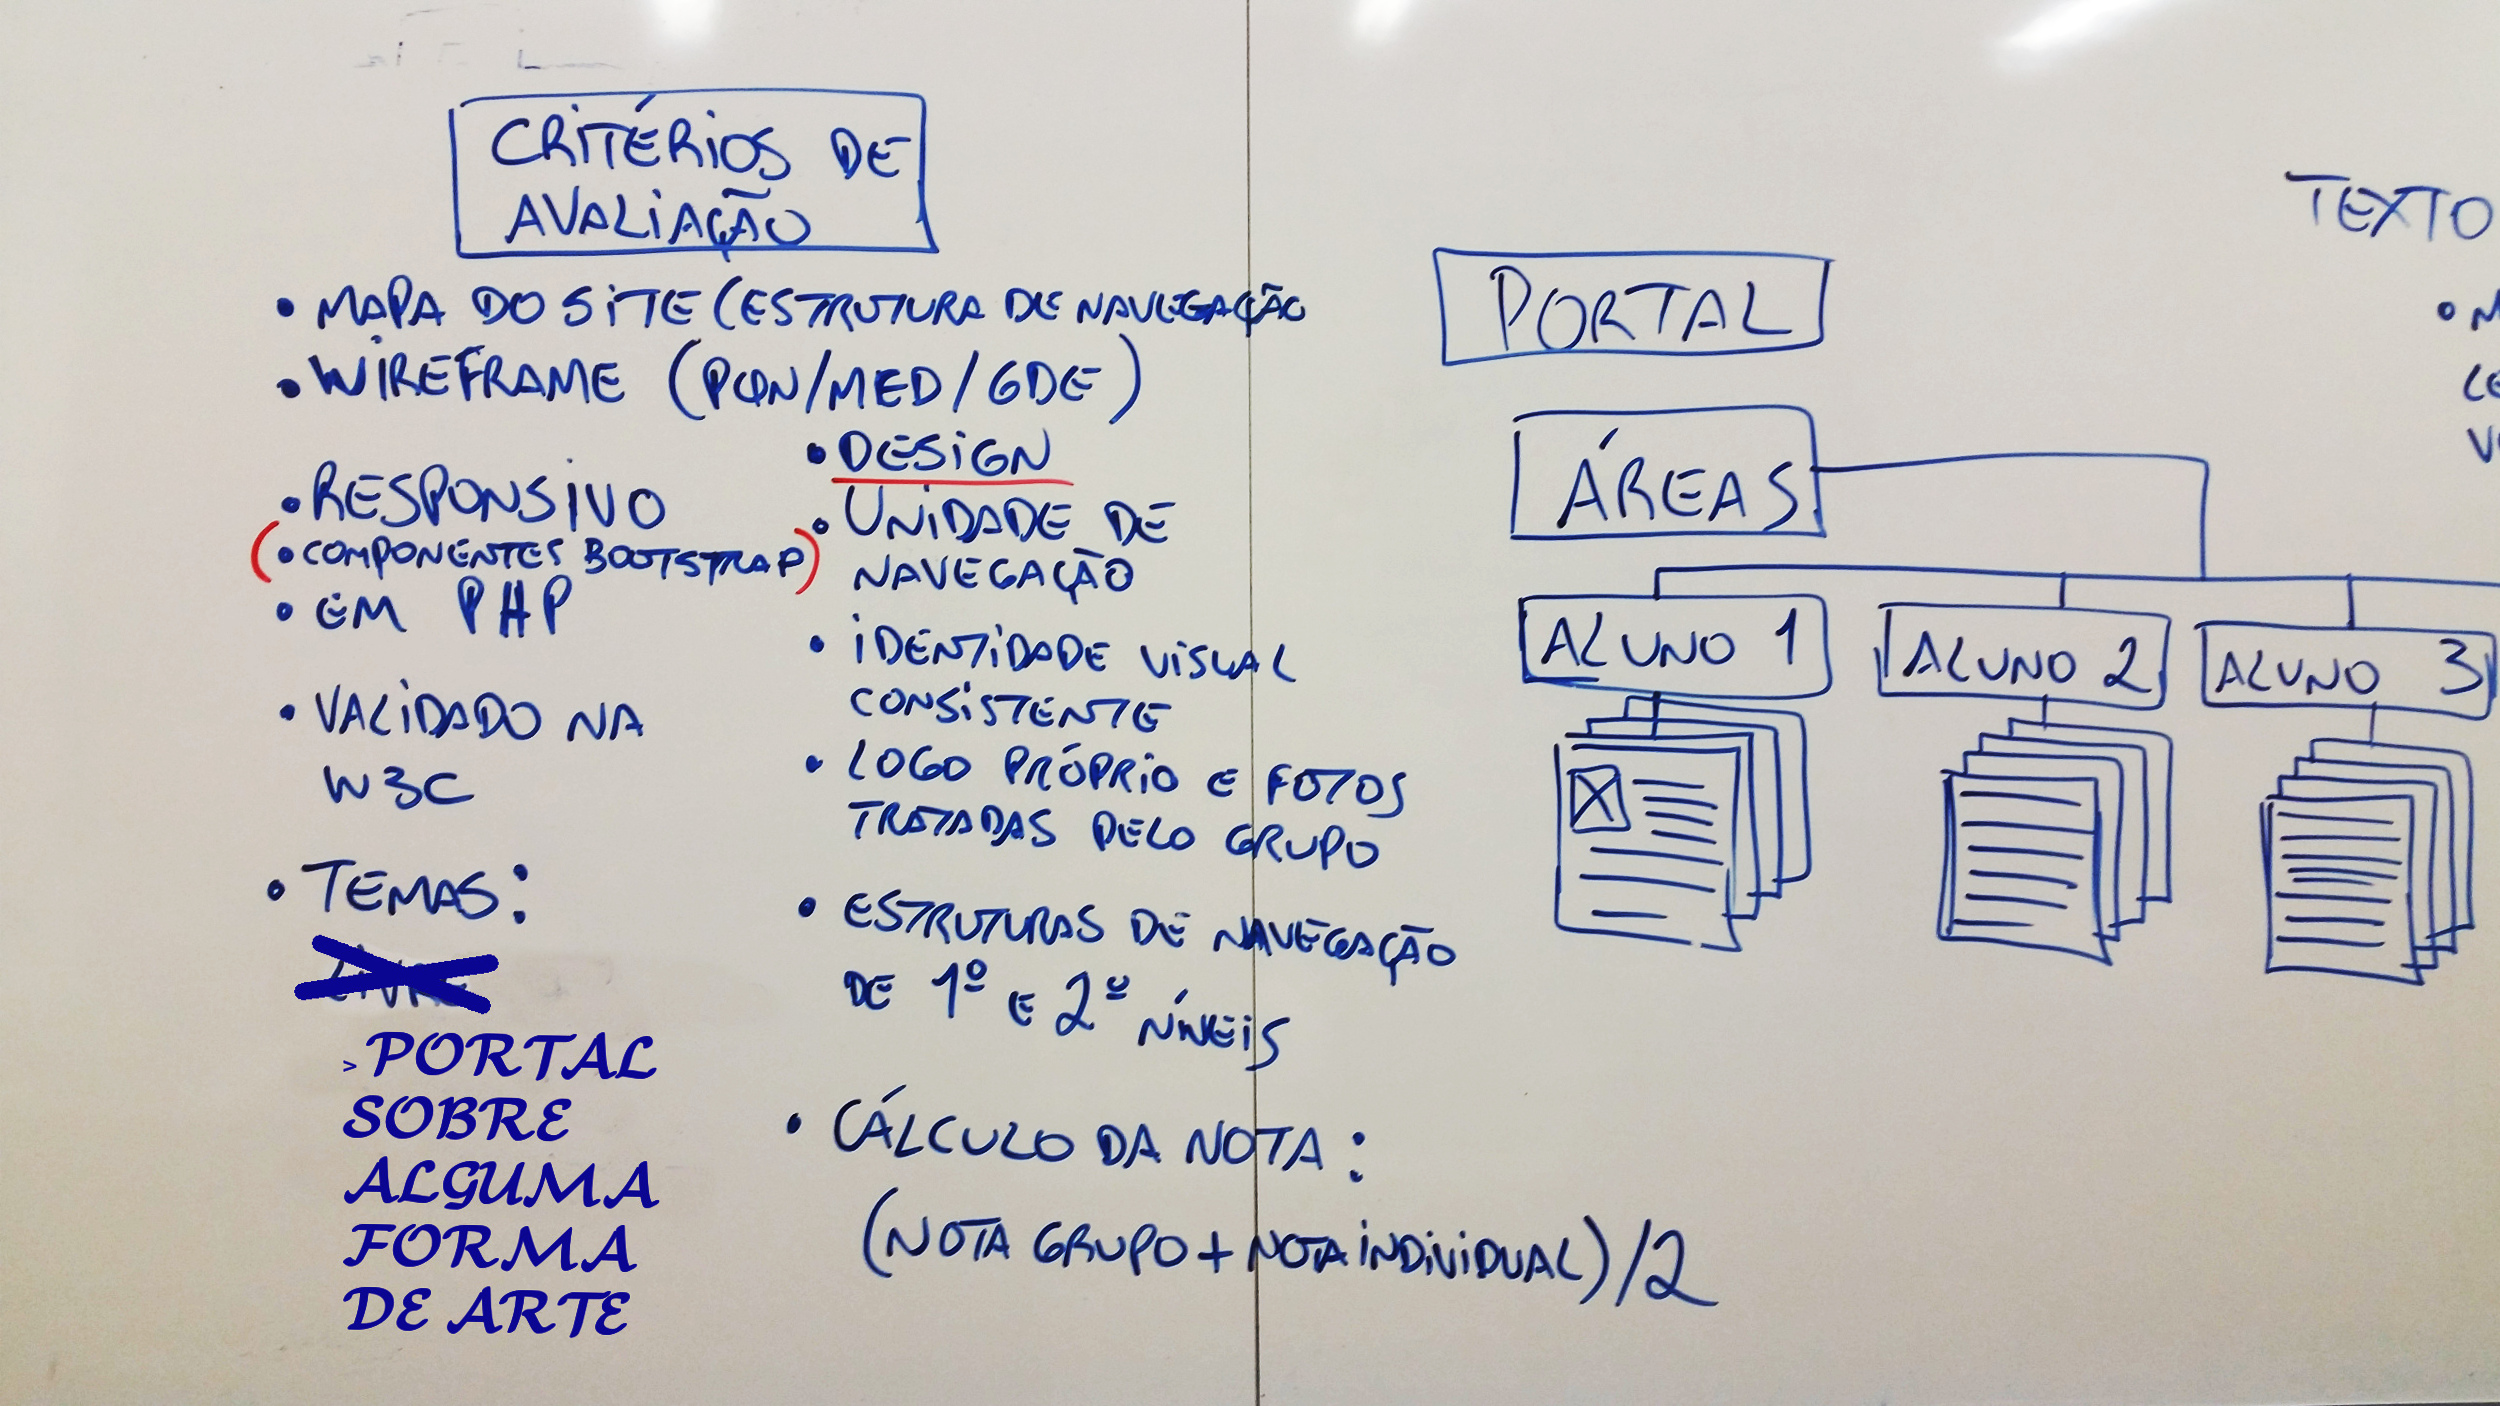 CRITÉRIOS DE
AVALIAÇÃO
• MAPA DO SITE (ESTRUTURA DE NAVEGAÇÃO
• WIREFRAME (PQN/MED/GDE)
• RESPONSIVO
(• COMPONENTES BOOTSTRAP)
• EM PHP
• VALIDADO NA
W3C
• TEMAS:
> PORTAL
SOBRE
ALGUMA
FORMA
DE ARTE
• DESIGN
• UNIDADE DE
NAVEGAÇÃO
• IDENTIDADE VISUAL
CONSISTENTE
• LOGO PRÓPRIO E FOTOS
TRATADAS PELO GRUPO
• ESTRUTURAS DE NAVEGAÇÃO
DE 1º E 2º NÍVEIS
• CÁLCULO DA NOTA:
(NOTA GRUPO + NOTA INDIVIDUAL)/2
PORTAL
ÁREAS
ALUNO 1
ALUNO 2
ALUNO 3
TEXTO